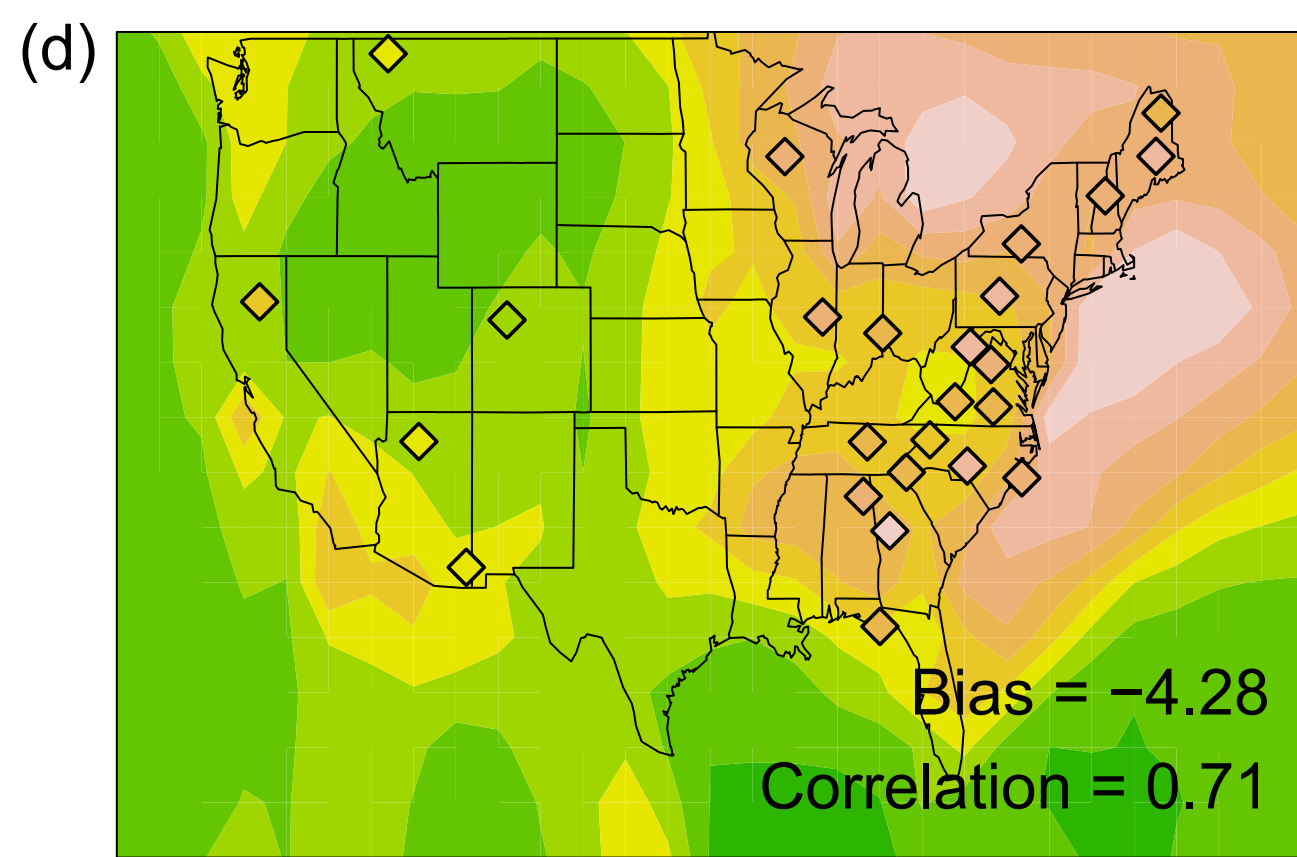 (d)
Bias = −4.28
Correlation = 0.71